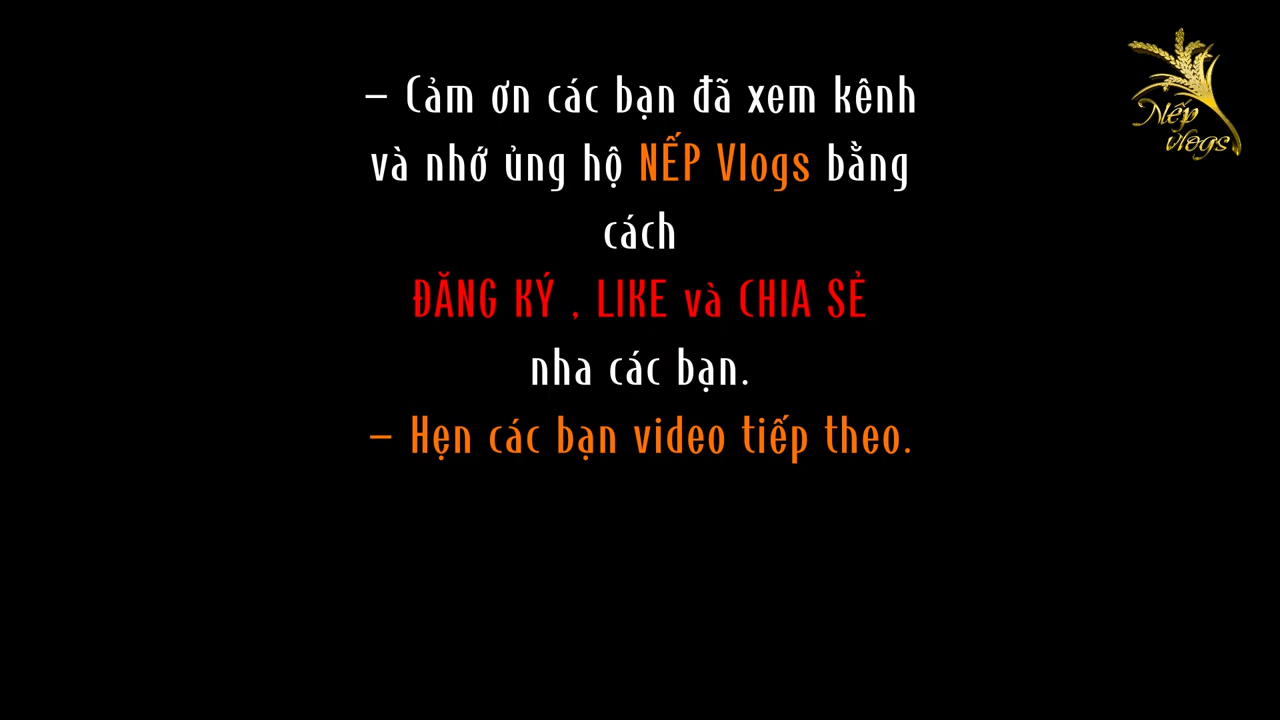 – Cảm ơn các bạn đã xem kênh
và nhớ ủng hộ NẾP Vlogs bằng
cách
ĐĂNG KÝ , LIKE và CHIA SẺ
nha các bạn.
– Hẹn các bạn video tiếp theo.
Nếp
Vlogs